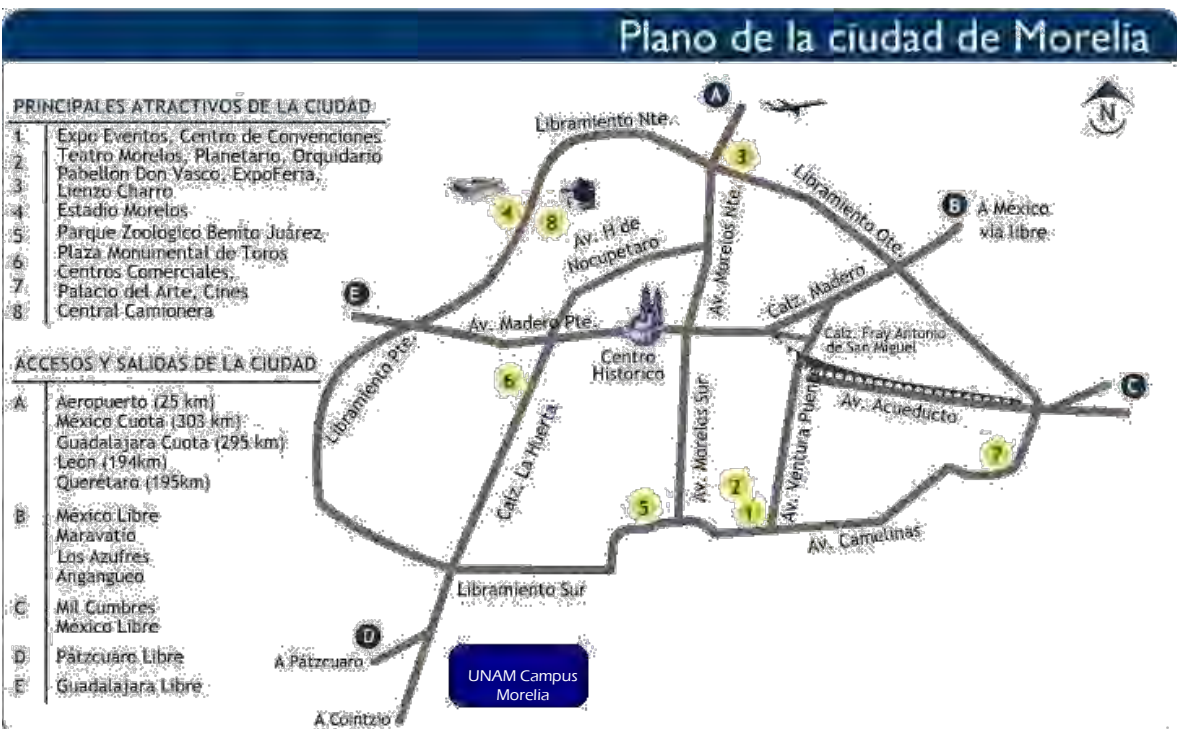 Plano de la ciudad de Morelia
PRINCIPALES ATRACTIVOS DE LA CIUDAD
1 Expo Eventos, Centro de Convenciones
2 Teatro Morelos, Planetario, Orquidario
3 Pabellon Don Vasco, ExpoFeria,
Lienzo Charro
4 Estadio Morelos
5 Parque Zoologico Benito Juárez
6 Plaza Monumental de Toros
7 Centros Comerciales,
Palacio del Arte, Cines
8 Central Camionera
ACCESOS Y SALIDAS DE LA CIUDAD
A Aeropuerto (25 km)
México Cuota (303 km)
Guadalajara Cuota (295 km)
León (194km)
Querétaro (195km)
B México Libre
Maravatio
Los Azufres
Angangueo
C Mil Cumbres
México Libre
D Pátzcuaro Libre
E Guadalajara Libre
A
N
Libramiento Nte.
3
Libramiento Ote.
B A México
via libre
4
8
Av. H de
Nocupetaro
Av. Morelos Nte.
Calz. Madero
E
Av. Madero Pte.
Centro
Historico
Calz. Fray Antonio
de San Miguel
C
Libramiento Pte.
6
Av. Acueducto
Calz. La Huerta
Av. Morelos Sur
Av. Ventura Puente
7
2
5
1
Av. Camelinas
Libramiento Sur
D
A Patzcuaro
UNAM Campus
Morelia
A Cointzio